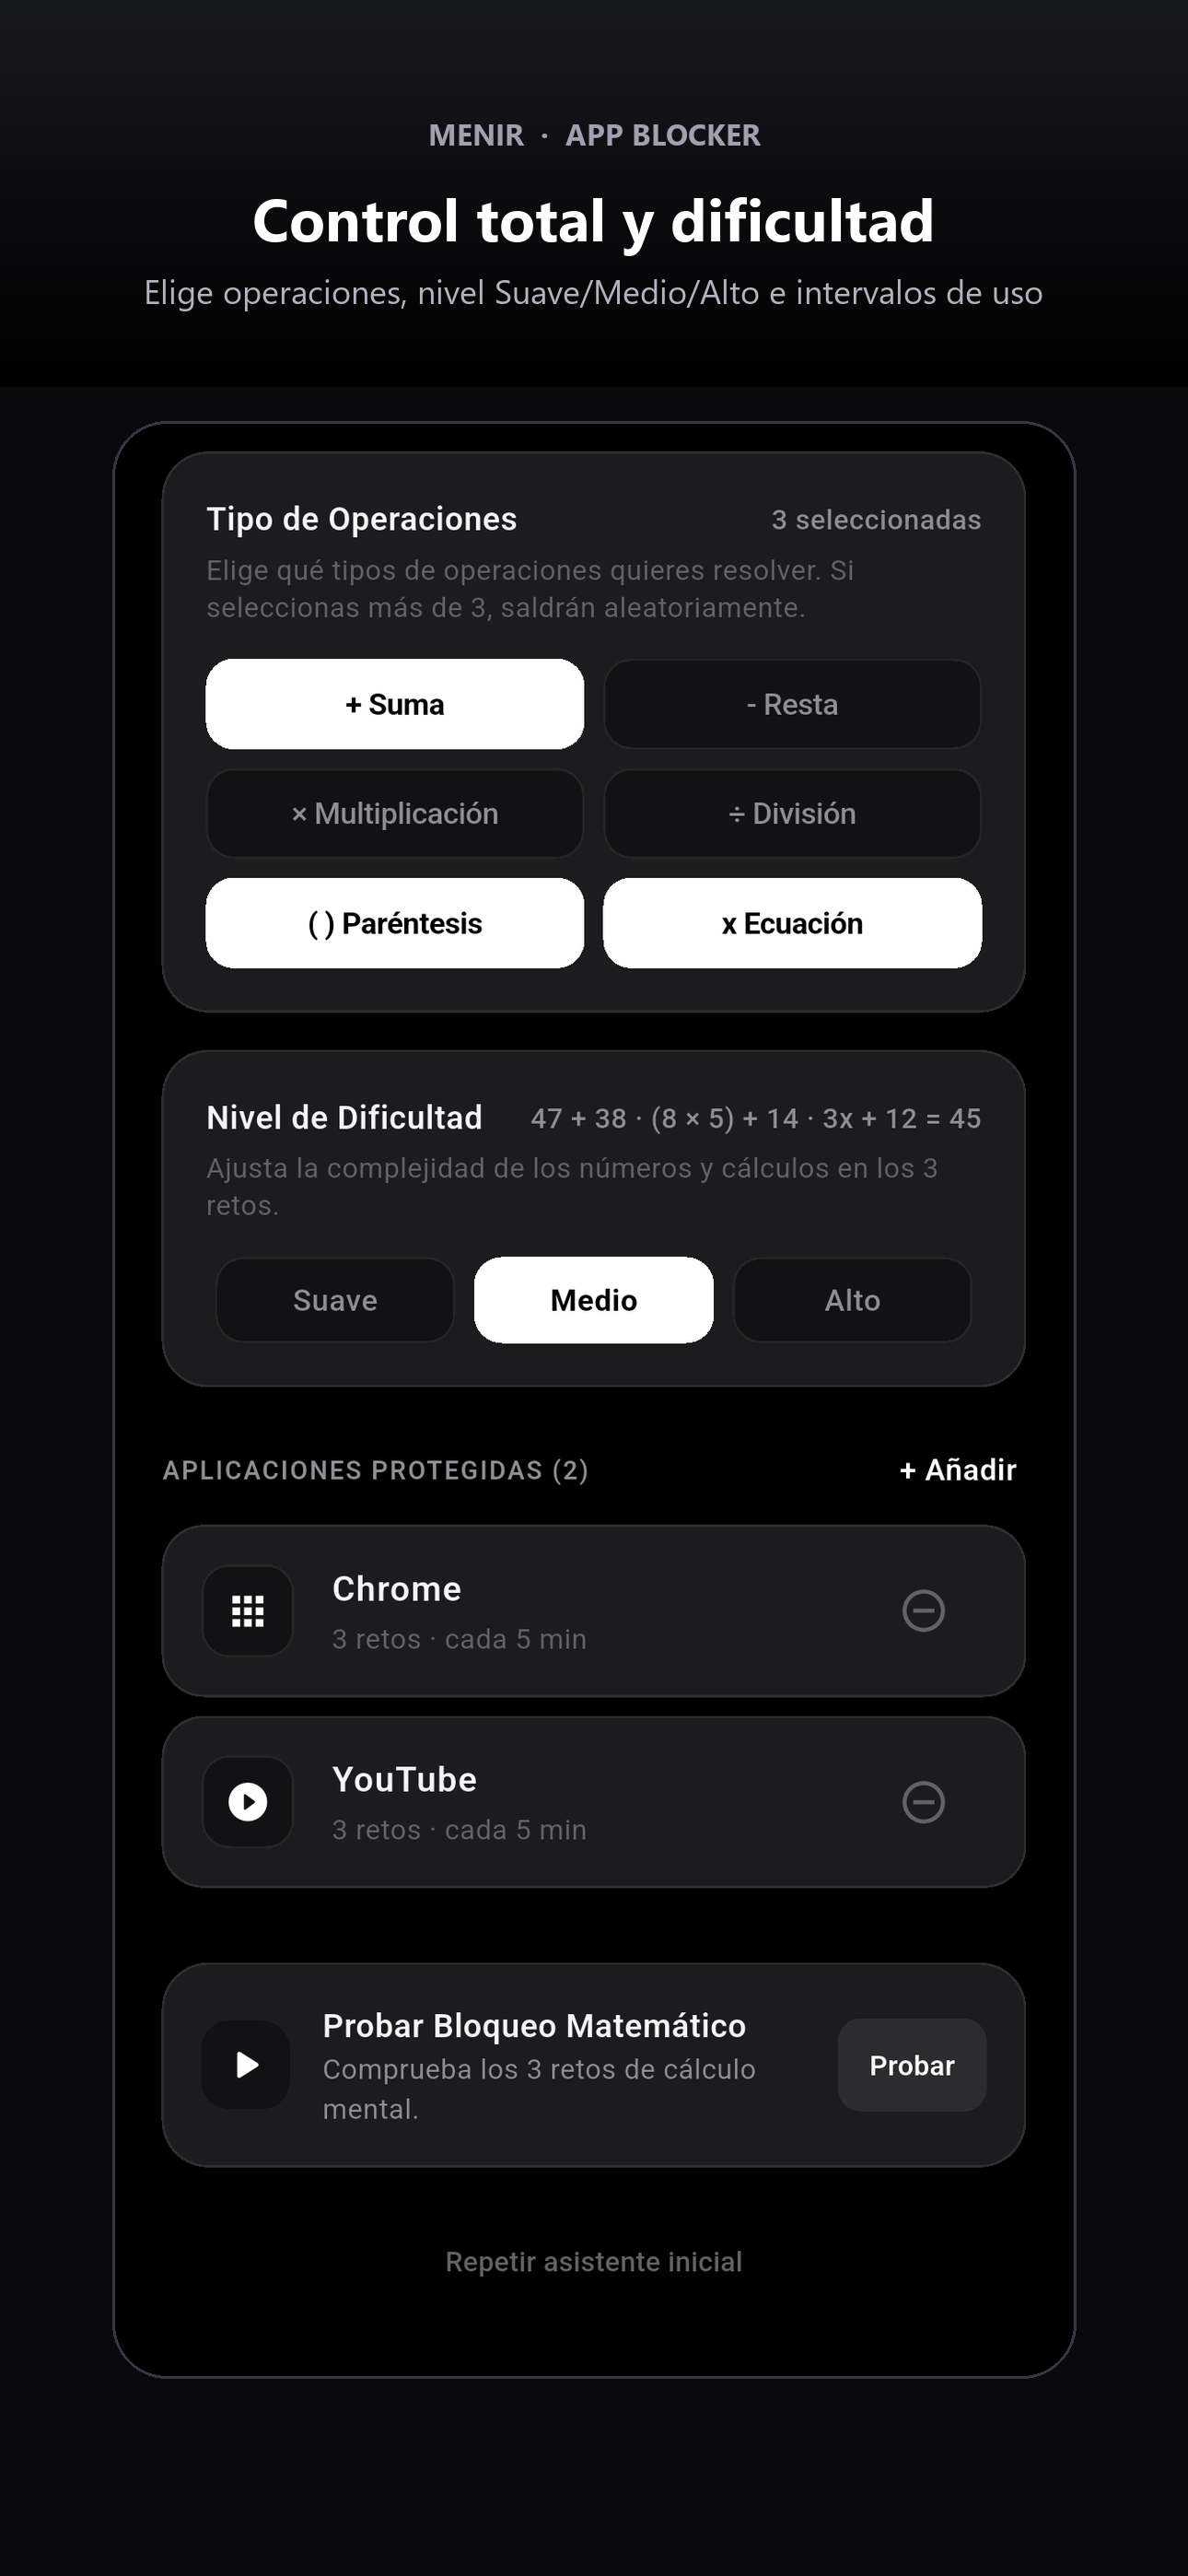 MENIR · APP BLOCKER
Control total y dificultad
Elige operaciones, nivel Suave/Medio/Alto e intervalos de uso
Tipo de Operaciones
3 seleccionadas
Elige qué tipos de operaciones quieres resolver. Si
seleccionas más de 3, saldrán aleatoriamente.
+ Suma
- Resta
× Multiplicación
÷ División
( ) Paréntesis
x Ecuación
Nivel de Dificultad
47 + 38 · (8 × 5) + 14 · 3x + 12 = 45
Ajusta la complejidad de los números y cálculos en los 3
retos.
Suave
Medio
Alto
APLICACIONES PROTEGIDAS (2)
+ Añadir
Chrome
3 retos · cada 5 min
YouTube
3 retos · cada 5 min
Probar Bloqueo Matemático
Comprueba los 3 retos de cálculo
mental.
Probar
Repetir asistente inicial